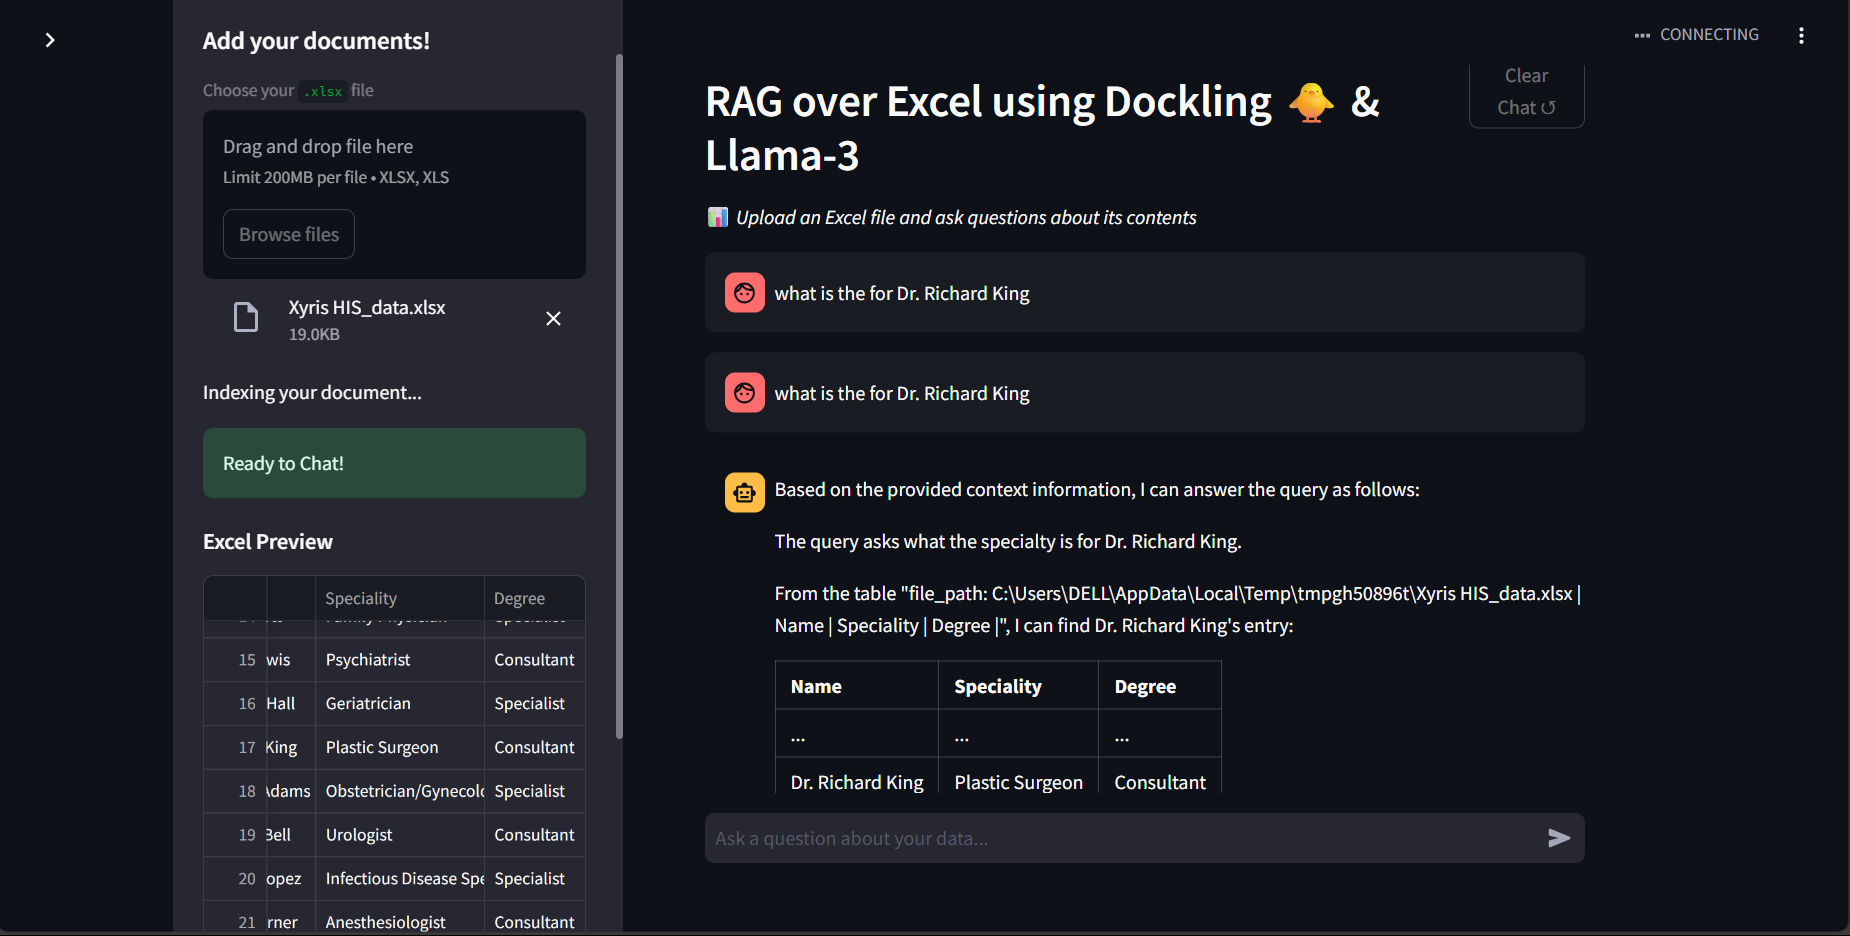 Add your documents!
Choose your .xlsx file
Drag and drop file here
Limit 200MB per file • XLSX, XLS
Browse files
Xyris HIS_data.xlsx
19.0KB
Indexing your document...
Ready to Chat!
Excel Preview
Speciality Degree
15 wis Psychiatrist Consultant
16 Hall Geriatrician Specialist
17 King Plastic Surgeon Consultant
18 Adams Obstetrician/Gynecolo Specialist
19 Bell Urologist Consultant
20 opez Infectious Disease Spe Specialist
21 rner Anesthesiologist Consultant
CONNECTING
Clear
Chat ↺
RAG over Excel using Dockling 🐥 &
Llama-3
📊 Upload an Excel file and ask questions about its contents
what is the for Dr. Richard King
what is the for Dr. Richard King
Based on the provided context information, I can answer the query as follows:
The query asks what the specialty is for Dr. Richard King.
From the table "file_path: C:\Users\DELL\AppData\Local\Temp\tmpgh50896t\Xyris HIS_data.xlsx |
Name | Speciality | Degree |", I can find Dr. Richard King's entry:
Name Speciality Degree
... ... ...
Dr. Richard King Plastic Surgeon Consultant
Ask a question about your data...